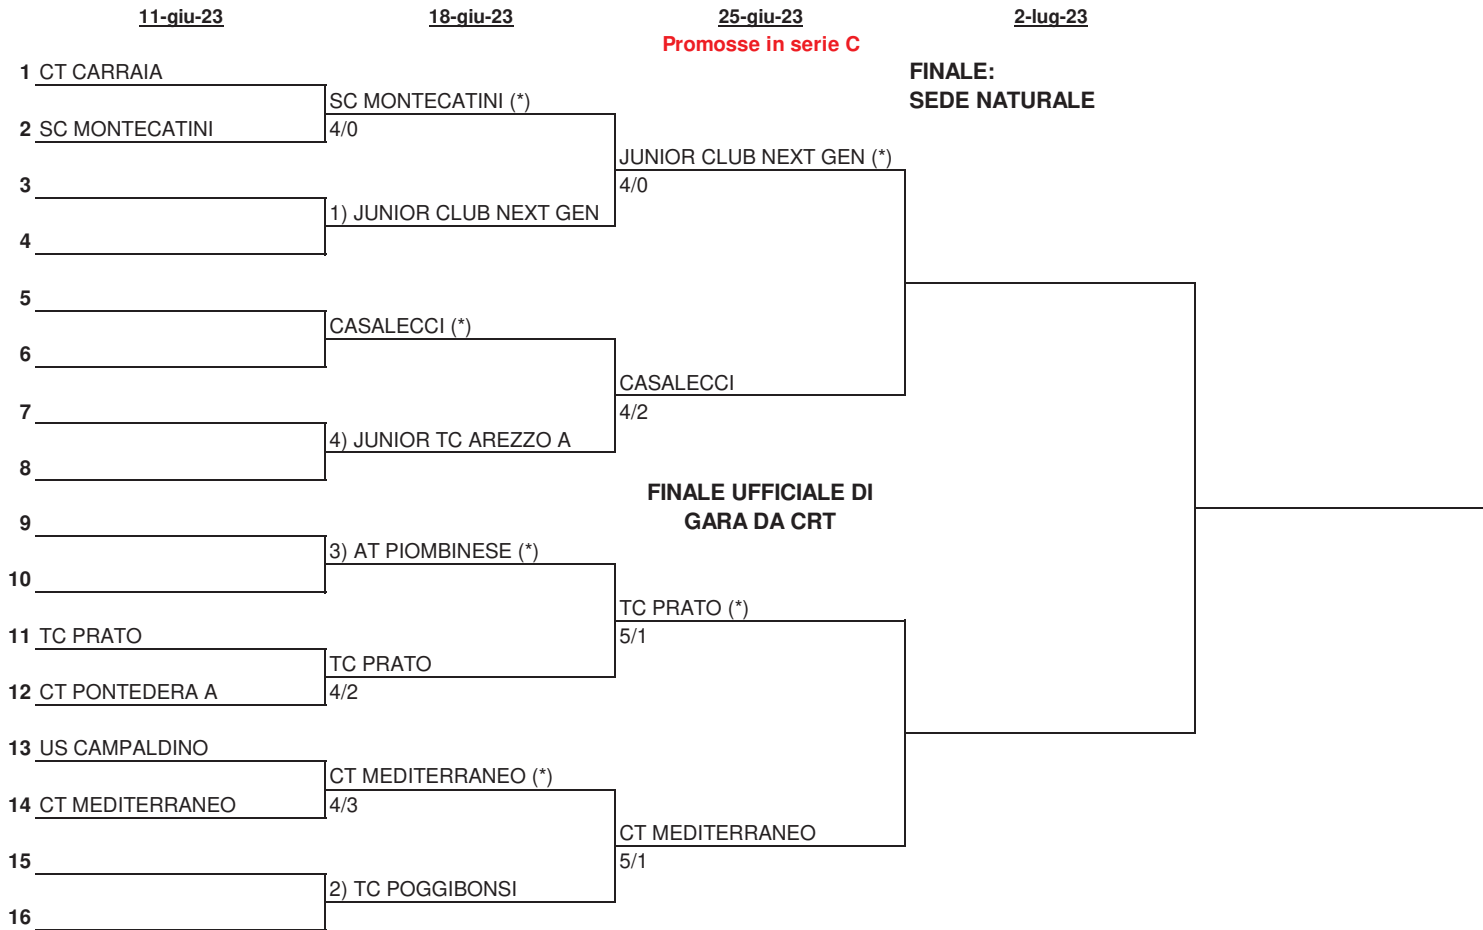 11-giu-23 18-giu-23 25-giu-23 2-lug-23
Promosse in serie C
1 CT CARRAIA FINALE:
SC MONTECATINI (*) SEDE NATURALE
2 SC MONTECATINI 4/0
JUNIOR CLUB NEXT GEN (*)
3 4/0
1) JUNIOR CLUB NEXT GEN
4
5
CASALECCI (*)
6
CASALECCI
7 4/2
4) JUNIOR TC AREZZO A
8
FINALE UFFICIALE DI
GARA DA CRT
9
3) AT PIOMBINESE (*)
10
TC PRATO (*)
11 TC PRATO 5/1
TC PRATO
12 CT PONTEDERA A 4/2
13 US CAMPALDINO
CT MEDITERRANEO (*)
14 CT MEDITERRANEO 4/3
CT MEDITERRANEO
15 5/1
2) TC POGGIBONSI
16